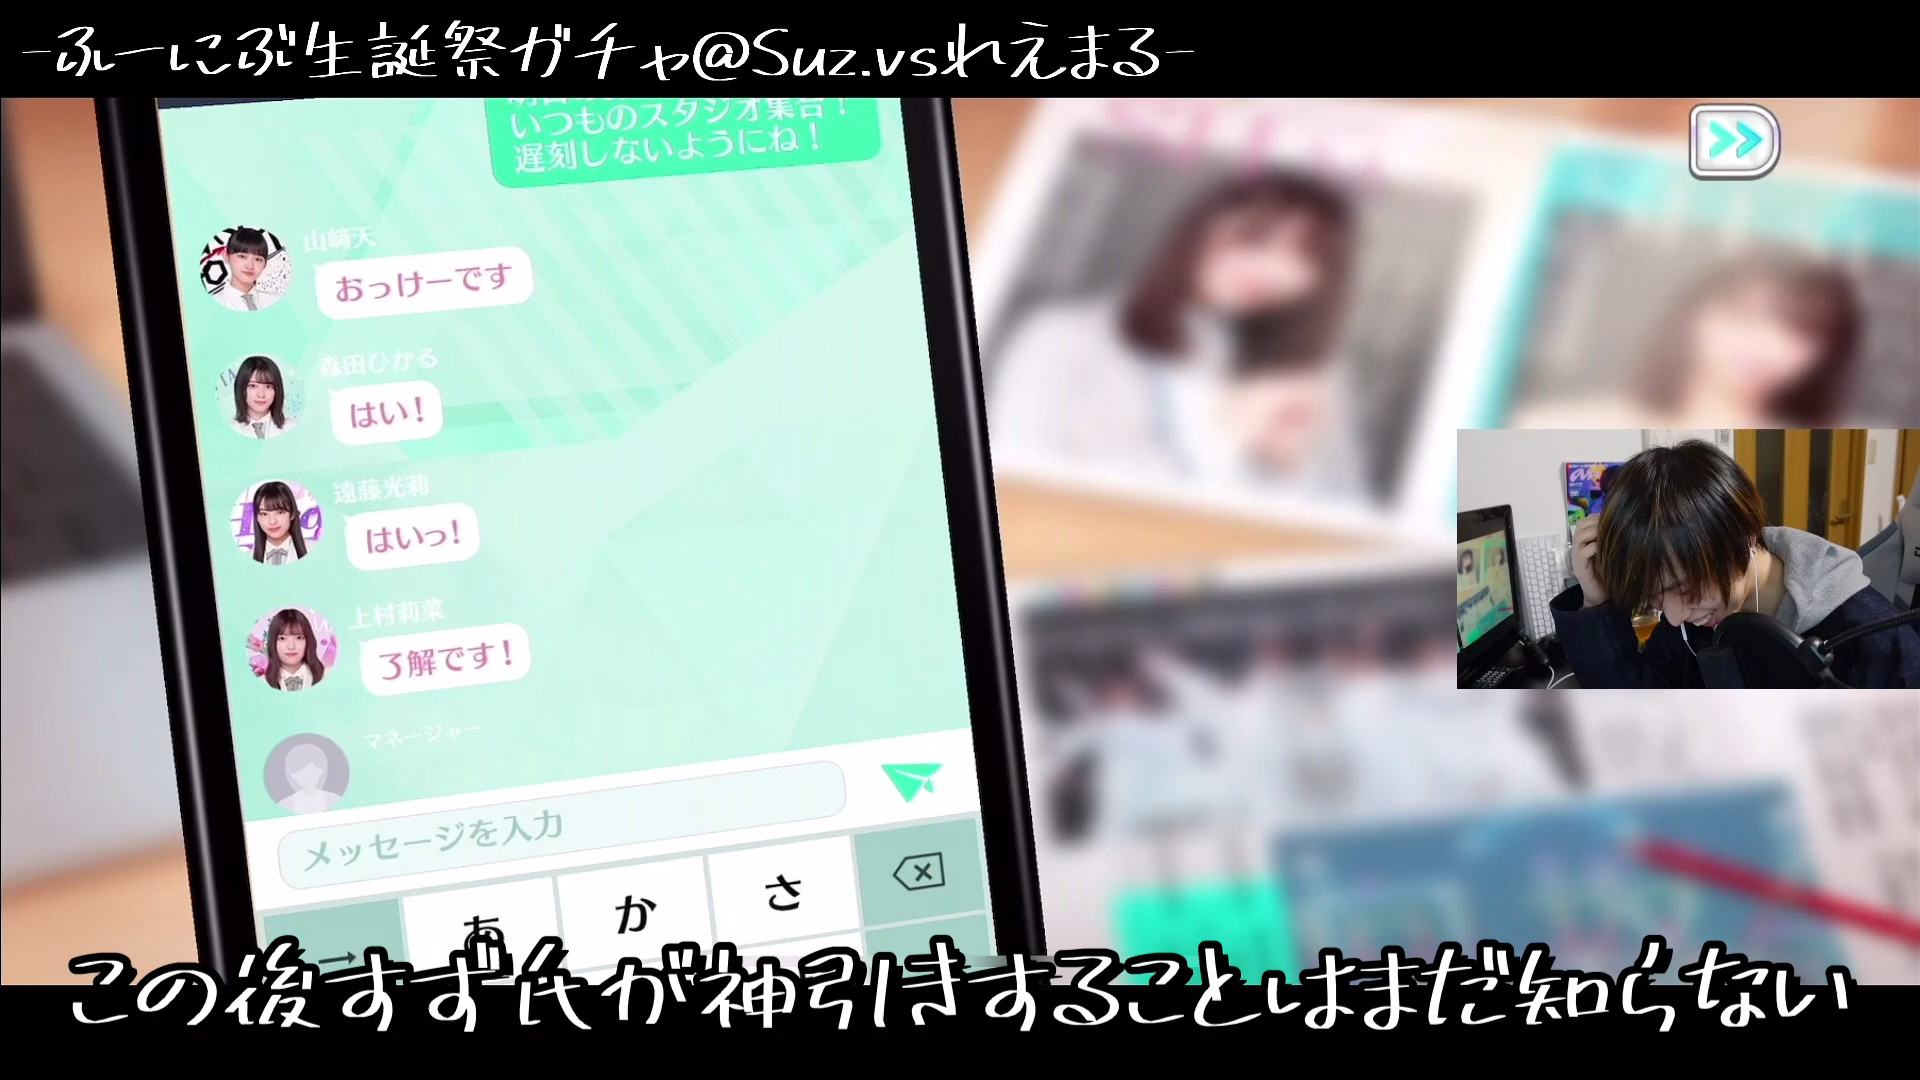 -ふーにぶ生誕祭ガチャ@Suz.vsれえまる-
いつものスタジオ集合!
遅刻しないようにね!
山﨑天
おっけーです
森田ひかる
はい!
遠藤光莉
はいっ!
上村莉菜
了解です!
マネージャー
メッセージを入力
→ あ か さ
この後すず氏が神引きすることはまだ知らない